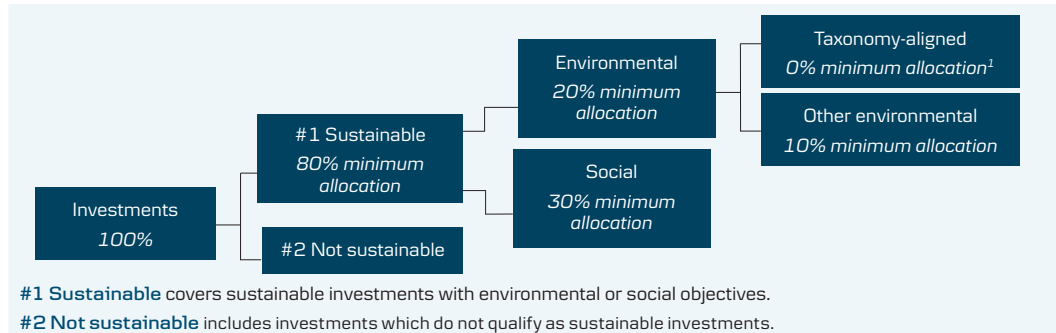 Investments
100%
#1 Sustainable
80% minimum
allocation
#2 Not sustainable
Environmental
20% minimum
allocation
Social
30% minimum
allocation
Taxonomy-aligned
0% minimum allocation¹
Other environmental
10% minimum allocation
#1 Sustainable covers sustainable investments with environmental or social objectives.
#2 Not sustainable includes investments which do not qualify as sustainable investments.